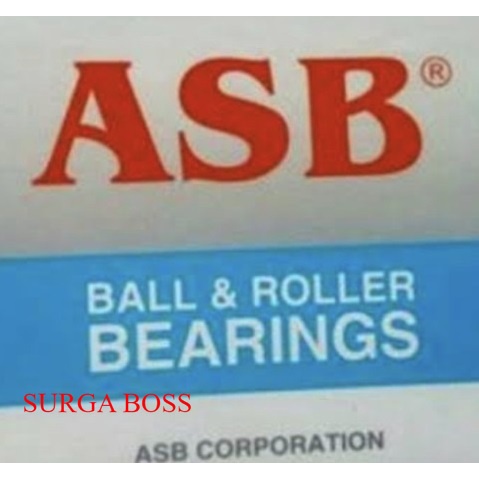 ASB®
BALL & ROLLER
BEARINGS
SURGA BOSS
ASB CORPORATION